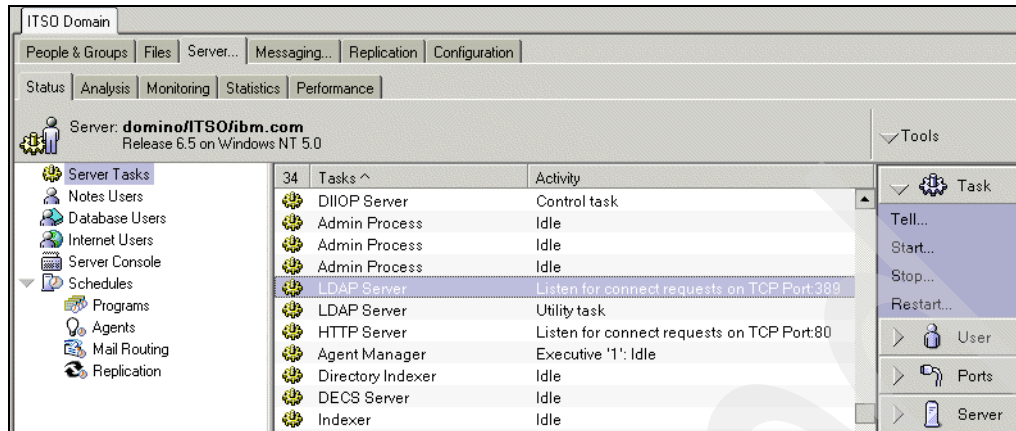 ITSO Domain
People & Groups Files Server... Messaging... Replication Configuration
Status Analysis Monitoring Statistics Performance
Server: domino/ITSO/ibm.com
Release 6.5 on Windows NT 5.0
Tools
Server Tasks
Notes Users
Database Users
Internet Users
Server Console
Schedules
Programs
Agents
Mail Routing
Replication
34 Tasks ^ Activity
DIIOP Server Control task
Admin Process Idle
Admin Process Idle
Admin Process Idle
LDAP Server Listen for connect requests on TCP Port:389
LDAP Server Utility task
HTTP Server Listen for connect requests on TCP Port:80
Agent Manager Executive '1': Idle
Directory Indexer Idle
DECS Server Idle
Indexer Idle
Task
Tell...
Start...
Stop...
Restart...
User
Ports
Server